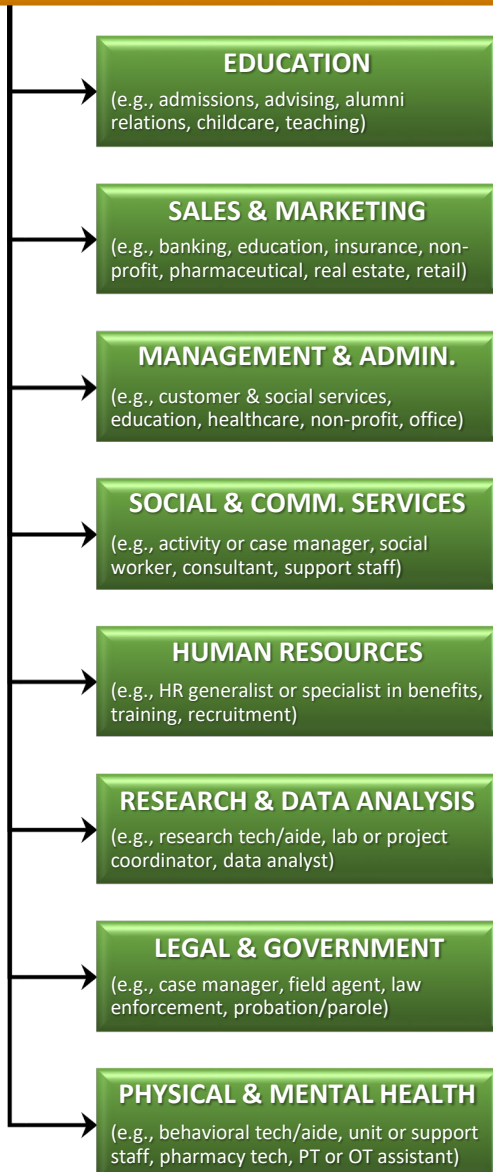 EDUCATION
(e.g., admissions, advising, alumni
relations, childcare, teaching)
SALES & MARKETING
(e.g., banking, education, insurance, non-
profit, pharmaceutical, real estate, retail)
MANAGEMENT & ADMIN.
(e.g., customer & social services,
education, healthcare, non-profit, office)
SOCIAL & COMM. SERVICES
(e.g., activity or case manager, social
worker, consultant, support staff)
HUMAN RESOURCES
(e.g., HR generalist or specialist in benefits,
training, recruitment)
RESEARCH & DATA ANALYSIS
(e.g., research tech/aide, lab or project
coordinator, data analyst)
LEGAL & GOVERNMENT
(e.g., case manager, field agent, law
enforcement, probation/parole)
PHYSICAL & MENTAL HEALTH
(e.g., behavioral tech/aide, unit or support
staff, pharmacy tech, PT or OT assistant)